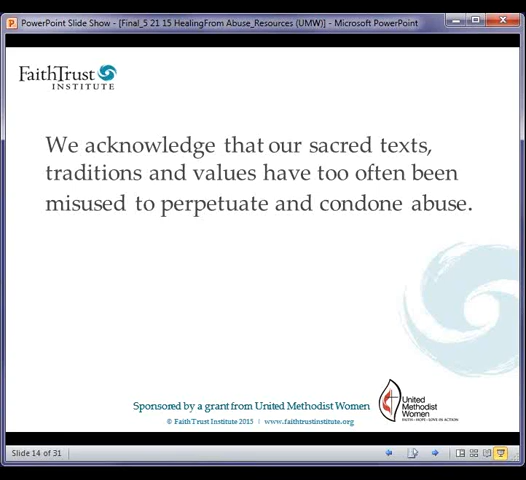 PowerPoint Slide Show - [Final_5 21 15 HealingFrom Abuse_Resources (UMW)] - Microsoft PowerPoint
FaithTrust
INSTITUTE
We acknowledge that our sacred texts,
traditions and values have too often been
misused to perpetuate and condone abuse.
Sponsored by a grant from United Methodist Women
© FaithTrust Institute 2015 | www.faithtrustinstitute.org
United
Methodist
Women
FAITH • HOPE • LOVE IN ACTION
Slide 14 of 31